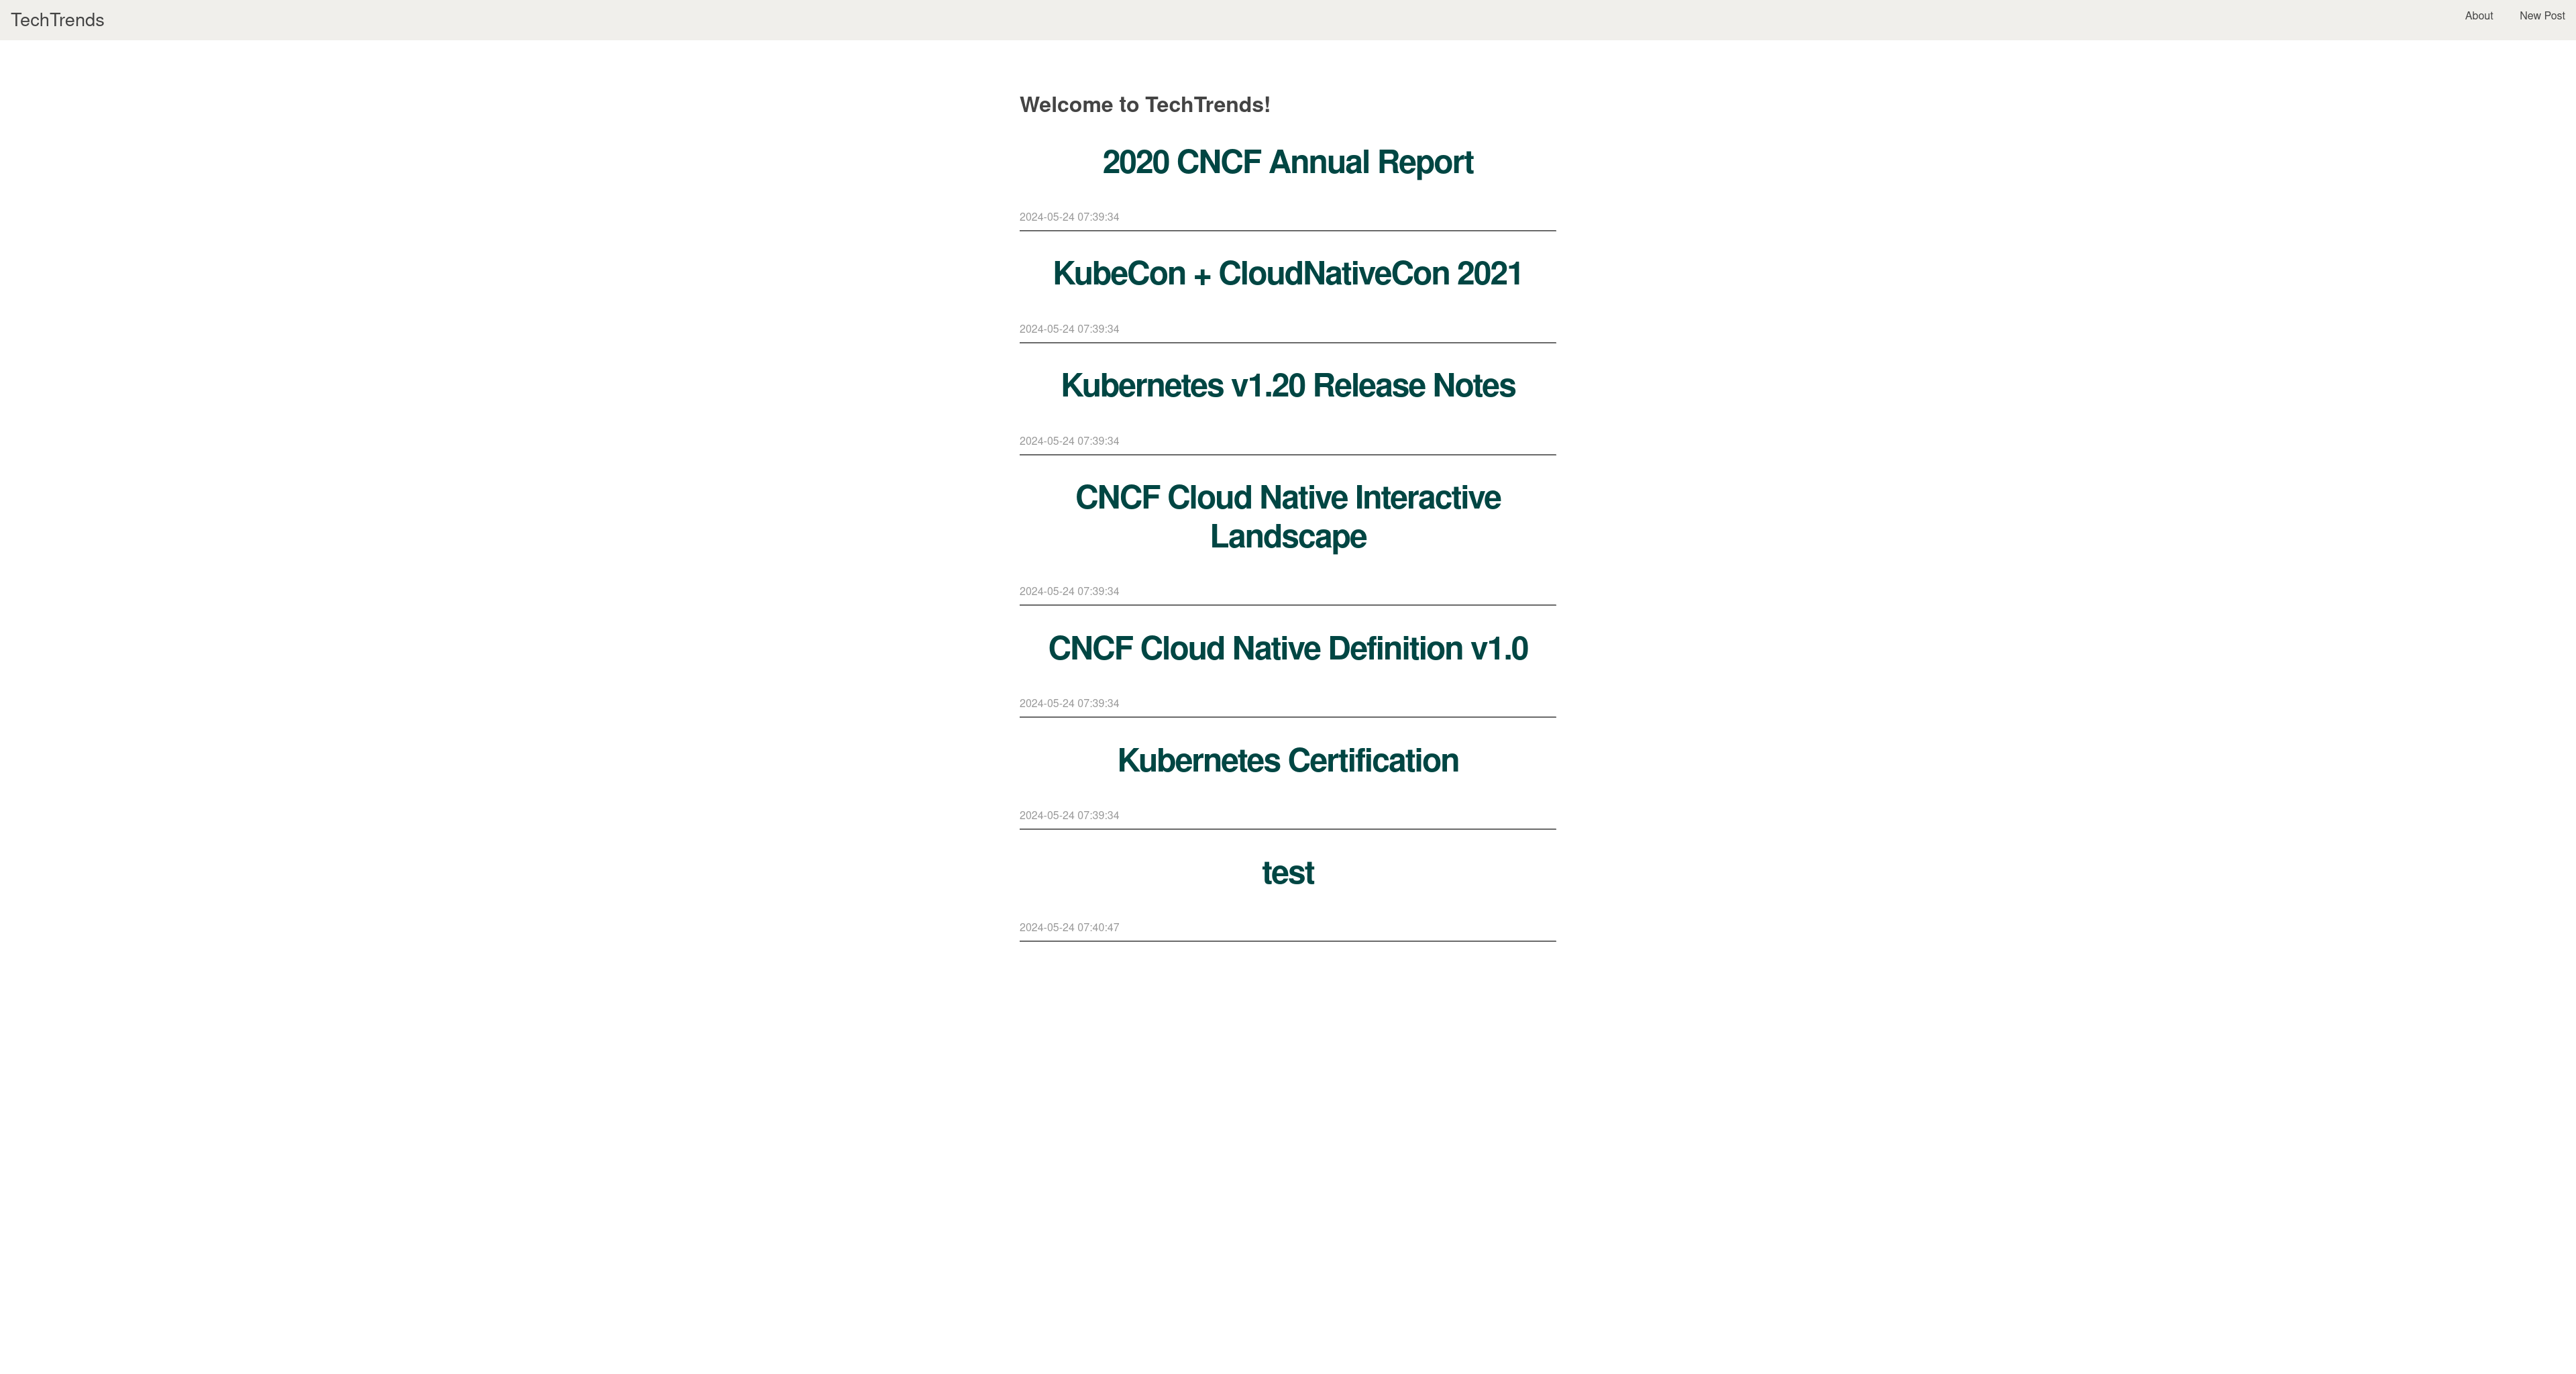 TechTrends
About
New Post
Welcome to TechTrends!
2020 CNCF Annual Report
2024-05-24 07:39:34
KubeCon + CloudNativeCon 2021
2024-05-24 07:39:34
Kubernetes v1.20 Release Notes
2024-05-24 07:39:34
CNCF Cloud Native Interactive
Landscape
2024-05-24 07:39:34
CNCF Cloud Native Definition v1.0
2024-05-24 07:39:34
Kubernetes Certification
2024-05-24 07:39:34
test
2024-05-24 07:40:47